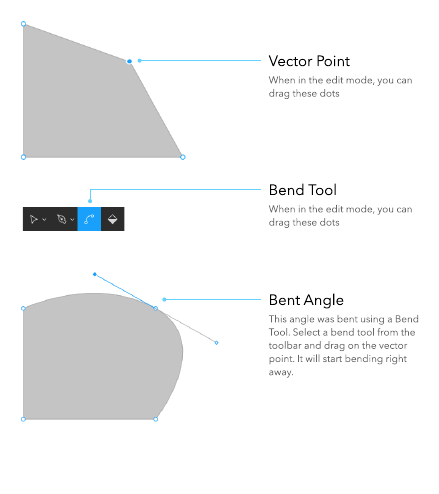 Vector Point
When in the edit mode, you can
drag these dots
Bend Tool
When in the edit mode, you can
drag these dots
Bent Angle
This angle was bent using a Bend
Tool. Select a bend tool from the
toolbar and drag on the vector
point. It will start bending right
away.